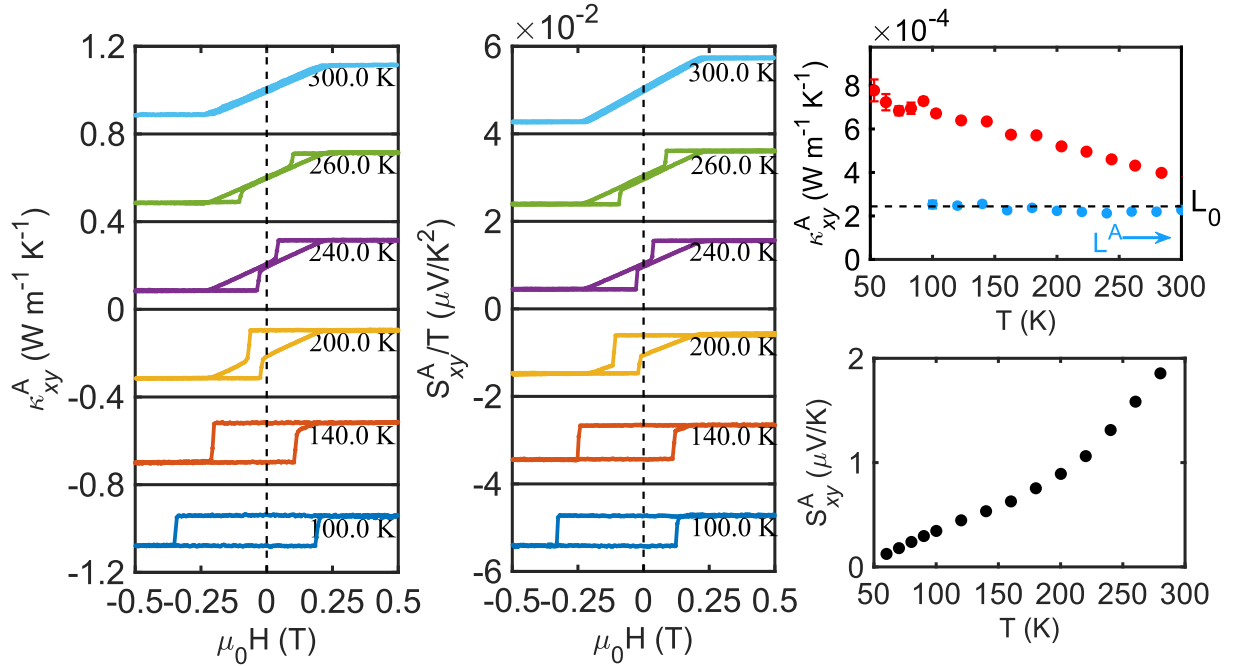 1.2
0.8
0.4
0
-0.4
-0.8
-1.2
κ^A_xy (W m^-1 K^-1)
300.0 K
260.0 K
240.0 K
200.0 K
140.0 K
100.0 K
-0.5 -0.25 0 0.25 0.5
μ_0H (T)
×10^-2
6
4
2
0
-2
-4
-6
S^A_xy/T (μV/K^2)
300.0 K
260.0 K
240.0 K
200.0 K
140.0 K
100.0 K
-0.5 -0.25 0 0.25 0.5
μ_0H (T)
×10^-4
8
6
4
2
0
κ^A_xy (W m^-1 K^-1)
L_0
L^A
50 100 150 200 250 300
T (K)
2
1
0
S^A_xy (μV/K)
50 100 150 200 250 300
T (K)